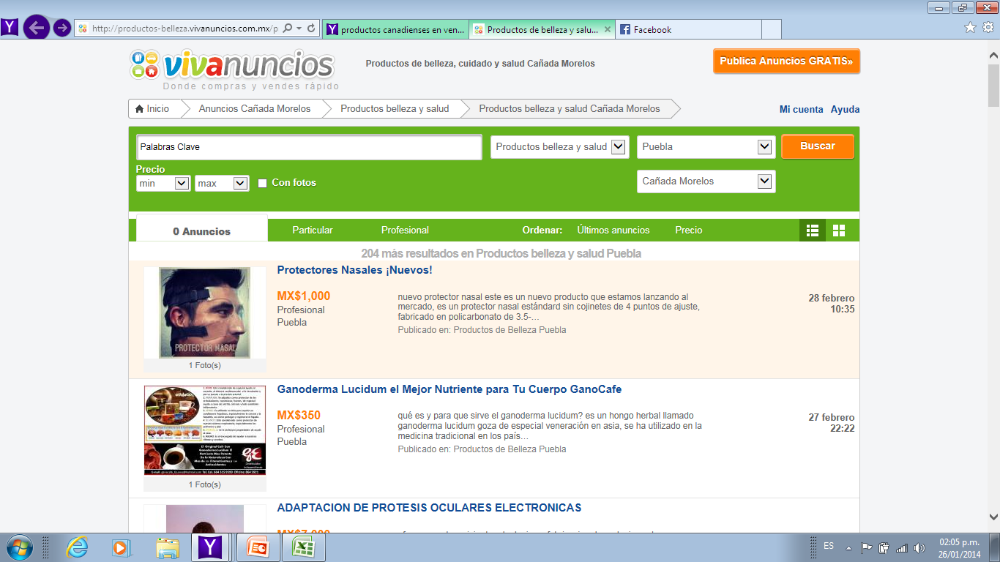 http://productos-belleza.vivanuncios.com.mx/p
productos canadienses en ven...
Productos de belleza y salu...
Facebook
vivanuncios
Donde compras y vendes rápido
Productos de belleza, cuidado y salud Cañada Morelos
Publica Anuncios GRATIS»
Inicio
Anuncios Cañada Morelos
Productos belleza y salud
Productos belleza y salud Cañada Morelos
Mi cuenta
Ayuda
Palabras Clave
Productos belleza y salud
Puebla
Buscar
Precio
min
max
Con fotos
Cañada Morelos
0 Anuncios
Particular
Profesional
Ordenar:
Últimos anuncios
Precio
204 más resultados en Productos belleza y salud Puebla
PROTECTOR NASAL
1 Foto(s)
Protectores Nasales ¡Nuevos!
MX$1,000
Profesional
Puebla
nuevo protector nasal este es un nuevo producto que estamos lanzando al
mercado, es un protector nasal estándard sin cojinetes de 4 puntos de ajuste,
fabricado en policarbonato de 3.5-...
Publicado en: Productos de Belleza Puebla
28 febrero
10:35
1 Foto(s)
Ganoderma Lucidum el Mejor Nutriente para Tu Cuerpo GanoCafe
MX$350
Profesional
Puebla
qué es y para que sirve el ganoderma lucidum? es un hongo herbal llamado
ganoderma lucidum goza de especial veneración en asia, se ha utilizado en la
medicina tradicional en los país...
Publicado en: Productos de Belleza Puebla
27 febrero
22:22
ADAPTACION DE PROTESIS OCULARES ELECTRONICAS
ES
02:05 p.m.
26/01/2014